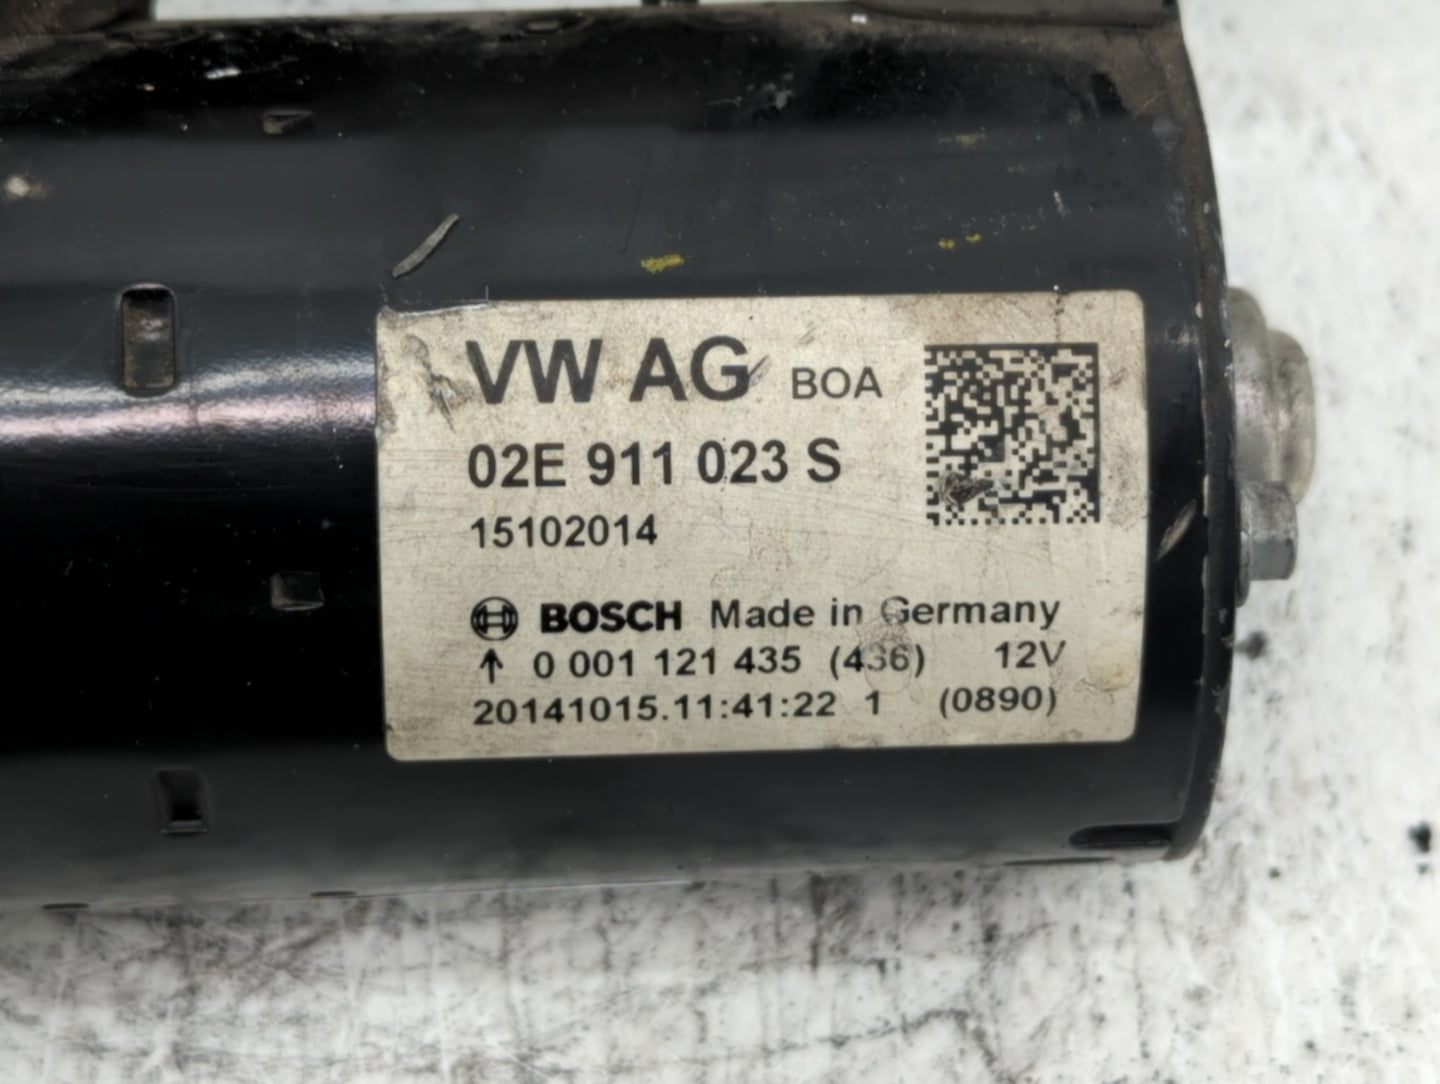 VW AG BOA
02E 911 023 S
15102014
BOSCH Made in Germany
↑ 0 001 121 435 (436) 12V
20141015.11:41:22 1 (0890)